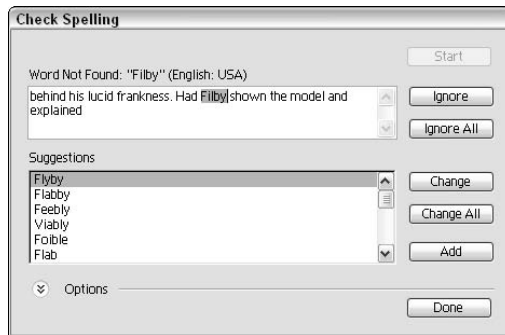 Check Spelling
Start
Word Not Found: "Filby" (English: USA)
behind his lucid frankness. Had Filby shown the model and
explained
Ignore
Ignore All
Suggestions
Flyby
Flabby
Feebly
Viably
Foible
Flab
Change
Change All
Add
Options
Done